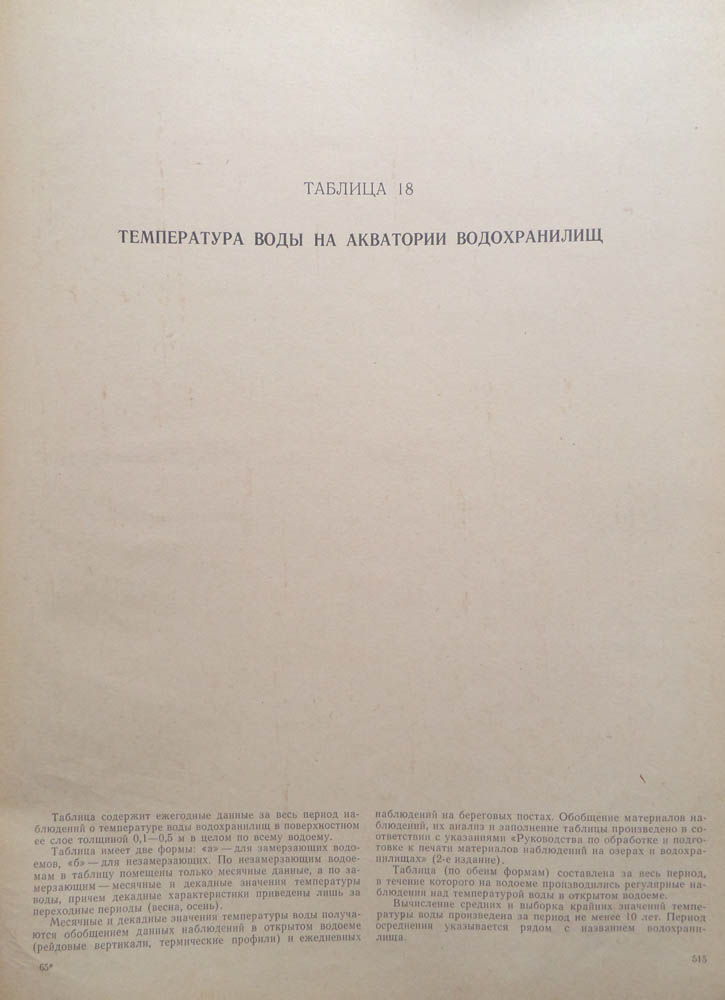 ТАБЛИЦА 18
ТЕМПЕРАТУРА ВОДЫ НА АКВАТОРИИ ВОДОХРАНИЛИЩ
Таблица содержит ежегодные данные за весь период на-
блюдений о температуре воды водохранилищ в поверхностном
ее слое толщиной 0,1—0,5 м в целом по всему водоему.
Таблица имеет две формы: «а» — для замерзающих водо-
емов, «б» — для незамерзающих. По незамерзающим водое-
мам в таблицу помещены только месячные данные, а по за-
мерзающим — месячные и декадные значения температуры
воды, причем декадные характеристики приведены лишь за
переходные периоды (весна, осень).
Месячные и декадные значения температуры воды получа-
ются обобщением данных наблюдений в открытом водоеме
(рейдовые вертикали, термические профили) и ежедневных
65*
наблюдений на береговых постах. Обобщение материалов на-
блюдений, их анализ и заполнение таблицы произведено в со-
ответствии с указаниями «Руководства по обработке и подго-
товке к печати материалов наблюдений на озерах и водохра-
нилищах» (2-е издание).
Таблица (по обеим формам) составлена за весь период,
в течение которого на водоеме производились регулярные на-
блюдения над температурой воды в открытом водоеме.
Вычисление средних и выборка крайних значений темпе-
ратуры воды произведена за период не менее 10 лет. Период
осреднения указывается рядом с названием водохрани-
лища.
515